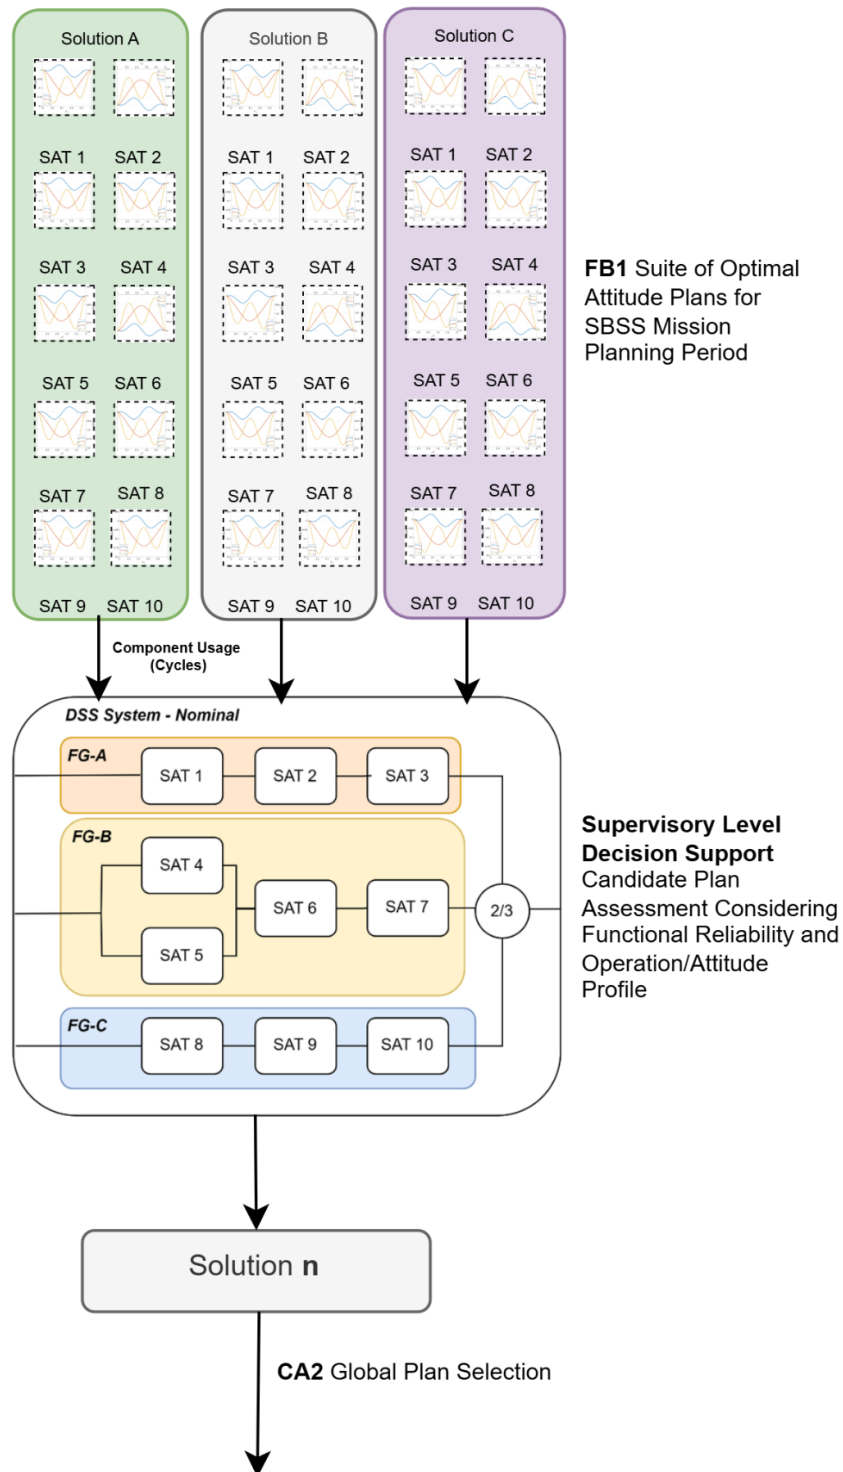 Solution A
Solution B
Solution C
SAT 1 SAT 2
SAT 3 SAT 4
SAT 5 SAT 6
SAT 7 SAT 8
SAT 9 SAT 10
SAT 1 SAT 2
SAT 3 SAT 4
SAT 5 SAT 6
SAT 7 SAT 8
SAT 9 SAT 10
SAT 1 SAT 2
SAT 3 SAT 4
SAT 5 SAT 6
SAT 7 SAT 8
SAT 9 SAT 10
FB1 Suite of Optimal
Attitude Plans for
SBSS Mission
Planning Period
Component Usage
(Cycles)
DSS System - Nominal
FG-A
SAT 1
SAT 2
SAT 3
FG-B
SAT 4
SAT 5
SAT 6
SAT 7
2/3
FG-C
SAT 8
SAT 9
SAT 10
Supervisory Level
Decision Support
Candidate Plan
Assessment Considering
Functional Reliability and
Operation/Attitude
Profile
Solution n
CA2 Global Plan Selection